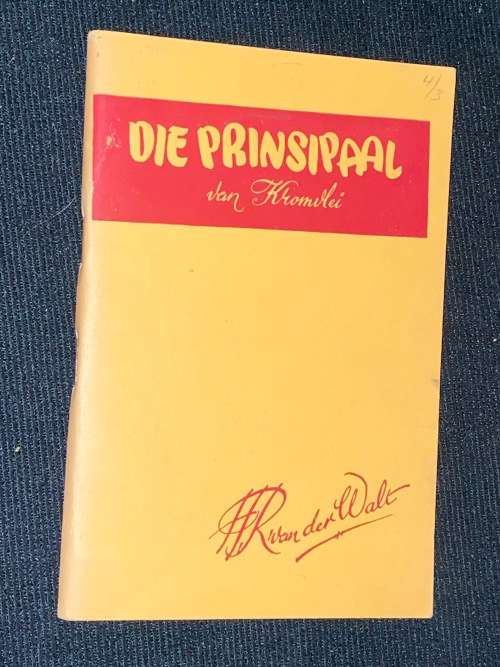 4/3
DIE PRINSIPAAL
van Kromvlei
van der Walt